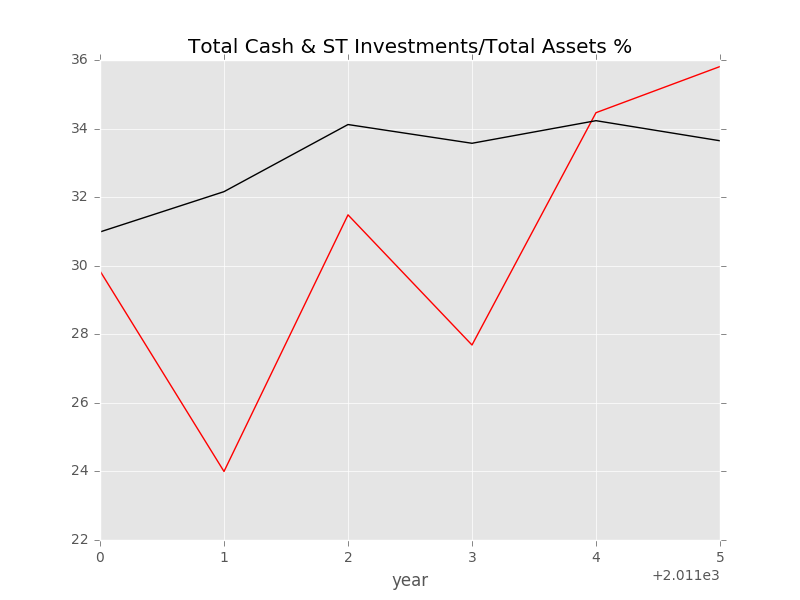 Total Cash & ST Investments/Total Assets %
36
34
32
30
28
26
24
22
0 1 2 3 4 5
+2.011e3
year